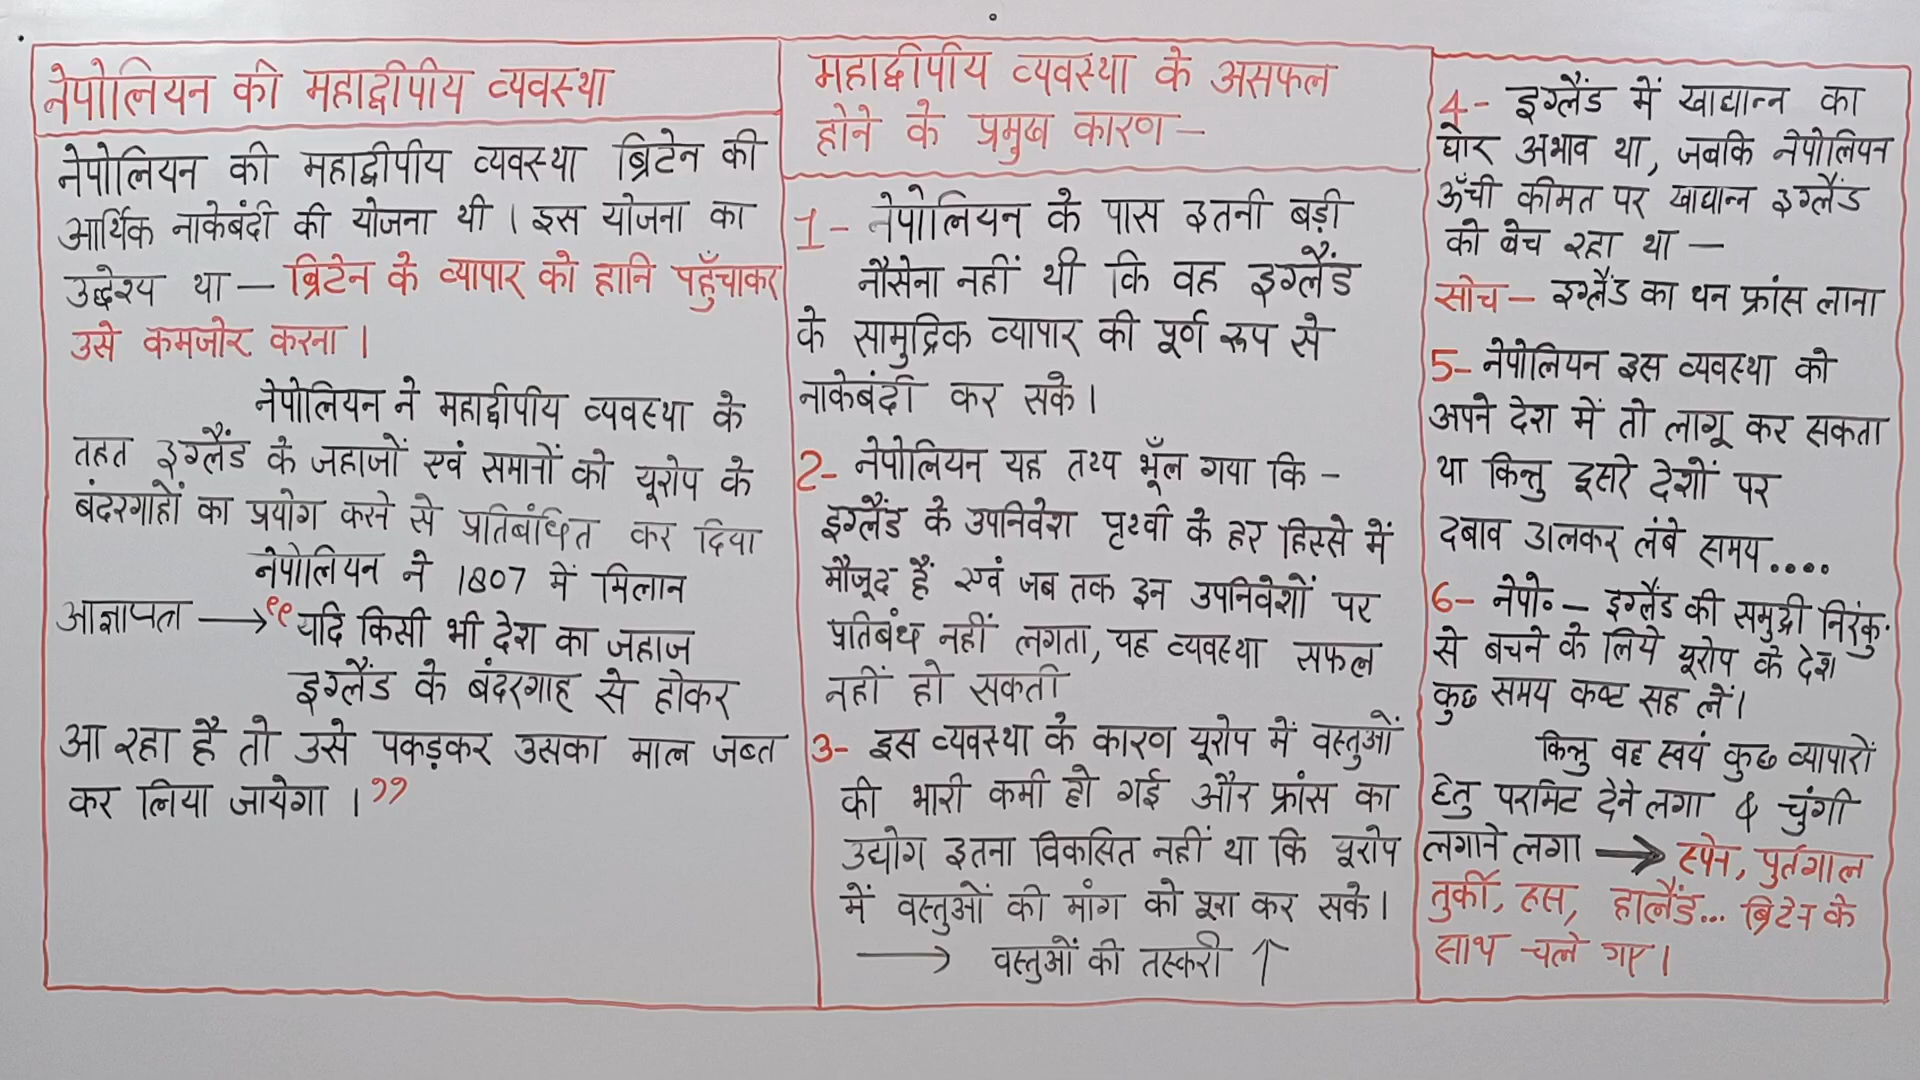 नेपोलियन की महाद्वीपीय व्यवस्था
नेपोलियन की महाद्वीपीय व्यवस्था ब्रिटेन की
आर्थिक नाकेबंदी की योजना थी । इस योजना का
उद्देश्य था — ब्रिटेन के व्यापार को हानि पहुँचाकर
उसे कमजोर करना ।
नेपोलियन ने महाद्वीपीय व्यवस्था के
तहत इंग्लैंड के जहाजों एवं समानों को यूरोप के
बंदरगाहों का प्रयोग करने से प्रतिबंधित कर दिया
नेपोलियन ने 1807 में मिलान
आज्ञापत्र → “यदि किसी भी देश का जहाज
इंग्लैंड के बंदरगाह से होकर
आ रहा है तो उसे पकड़कर उसका माल जब्त
कर लिया जायेगा ।”
महाद्वीपीय व्यवस्था के असफल
होने के प्रमुख कारण –
1- नेपोलियन के पास इतनी बड़ी
नौसेना नहीं थी कि वह इंग्लैंड
के सामुद्रिक व्यापार की पूर्ण रूप से
नाकेबंदी कर सके।
2- नेपोलियन यह तथ्य भूँल गया कि -
इंग्लैंड के उपनिवेश पृथ्वी के हर हिस्से में
मौजूद हैं एवं जब तक इन उपनिवेशों पर
प्रतिबंध नहीं लगता, यह व्यवस्था सफल
नहीं हो सकती
3- इस व्यवस्था के कारण यूरोप में वस्तुओं
की भारी कमी हो गई और फ्रांस का
उद्योग इतना विकसित नहीं था कि यूरोप
में वस्तुओं की मांग को पूरा कर सके।
→ वस्तुओं की तस्करी ↑
4- इंग्लैंड में खाद्यान्न का
घोर अभाव था, जबकि नेपोलियन
ऊँची कीमत पर खाद्यान्न इंग्लैंड
को बेच रहा था —
सोच – इंग्लैंड का धन फ्रांस लाना
5- नेपोलियन इस व्यवस्था को
अपने देश में तो लागू कर सकता
था किन्तु दूसरे देशों पर
दबाव डालकर लंबे समय....
6- नेपो॰ – इंग्लैंड की समुद्री निरंकु॰
से बचने के लिये यूरोप के देश
कुछ समय कष्ट सह लें।
किन्तु वह स्वयं कुछ व्यापारों
हेतु परमिट देने लगा & चुंगी
लगाने लगा → स्पेन, पुर्तगाल
तुर्की, रूस, हालैंड... ब्रिटेन के
साथ चले गए।